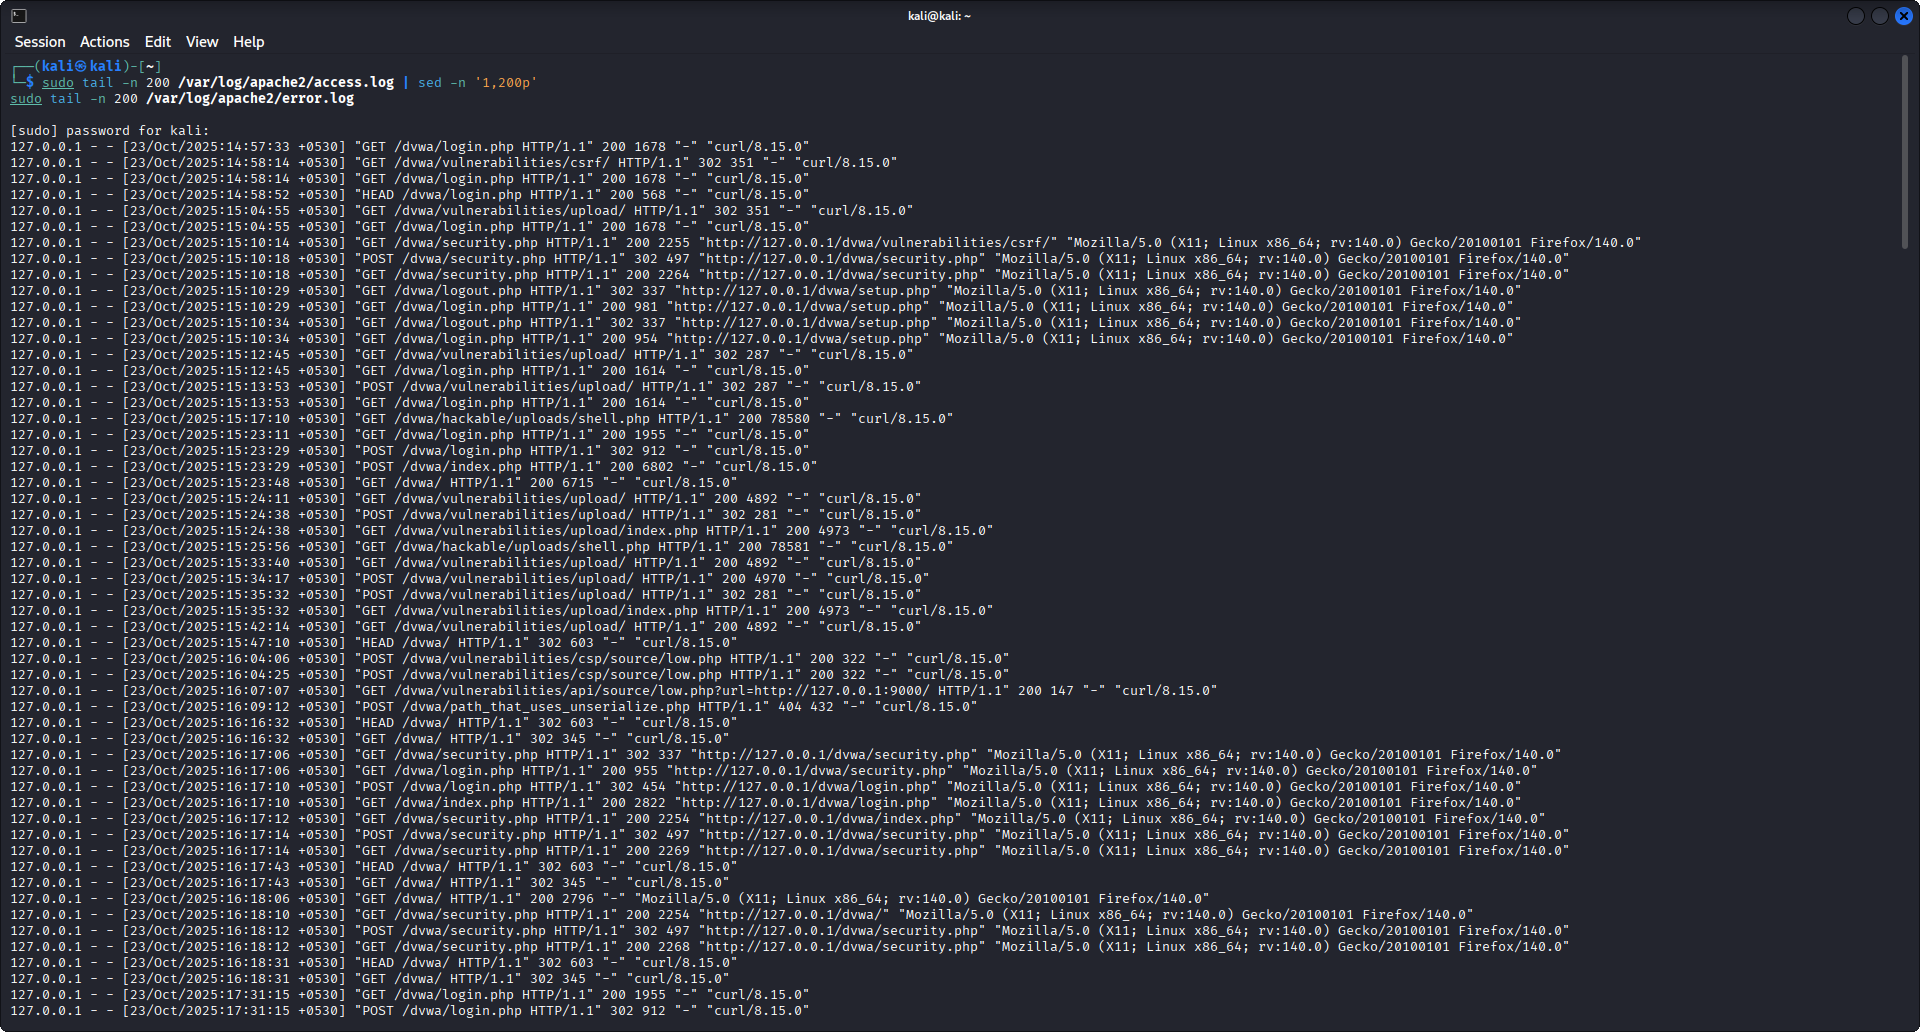 kali@kali: ~
Session Actions Edit View Help
┌──(kali㉿kali)-[~]
└─$ sudo tail -n 200 /var/log/apache2/access.log | sed -n '1,200p'
sudo tail -n 200 /var/log/apache2/error.log
[sudo] password for kali:
127.0.0.1 - - [23/Oct/2025:14:57:33 +0530] "GET /dvwa/login.php HTTP/1.1" 200 1678 "-" "curl/8.15.0"
127.0.0.1 - - [23/Oct/2025:14:58:14 +0530] "GET /dvwa/vulnerabilities/csrf/ HTTP/1.1" 302 351 "-" "curl/8.15.0"
127.0.0.1 - - [23/Oct/2025:14:58:14 +0530] "GET /dvwa/login.php HTTP/1.1" 200 1678 "-" "curl/8.15.0"
127.0.0.1 - - [23/Oct/2025:14:58:52 +0530] "HEAD /dvwa/login.php HTTP/1.1" 200 568 "-" "curl/8.15.0"
127.0.0.1 - - [23/Oct/2025:15:04:55 +0530] "GET /dvwa/vulnerabilities/upload/ HTTP/1.1" 302 351 "-" "curl/8.15.0"
127.0.0.1 - - [23/Oct/2025:15:04:55 +0530] "GET /dvwa/login.php HTTP/1.1" 200 1678 "-" "curl/8.15.0"
127.0.0.1 - - [23/Oct/2025:15:10:14 +0530] "GET /dvwa/security.php HTTP/1.1" 200 2255 "http://127.0.0.1/dvwa/vulnerabilities/csrf/" "Mozilla/5.0 (X11; Linux x86_64; rv:140.0) Gecko/20100101 Firefox/140.0"
127.0.0.1 - - [23/Oct/2025:15:10:18 +0530] "POST /dvwa/security.php HTTP/1.1" 302 497 "http://127.0.0.1/dvwa/security.php" "Mozilla/5.0 (X11; Linux x86_64; rv:140.0) Gecko/20100101 Firefox/140.0"
127.0.0.1 - - [23/Oct/2025:15:10:18 +0530] "GET /dvwa/security.php HTTP/1.1" 200 2264 "http://127.0.0.1/dvwa/security.php" "Mozilla/5.0 (X11; Linux x86_64; rv:140.0) Gecko/20100101 Firefox/140.0"
127.0.0.1 - - [23/Oct/2025:15:10:29 +0530] "GET /dvwa/logout.php HTTP/1.1" 302 337 "http://127.0.0.1/dvwa/setup.php" "Mozilla/5.0 (X11; Linux x86_64; rv:140.0) Gecko/20100101 Firefox/140.0"
127.0.0.1 - - [23/Oct/2025:15:10:29 +0530] "GET /dvwa/login.php HTTP/1.1" 200 981 "http://127.0.0.1/dvwa/setup.php" "Mozilla/5.0 (X11; Linux x86_64; rv:140.0) Gecko/20100101 Firefox/140.0"
127.0.0.1 - - [23/Oct/2025:15:10:34 +0530] "GET /dvwa/logout.php HTTP/1.1" 302 337 "http://127.0.0.1/dvwa/setup.php" "Mozilla/5.0 (X11; Linux x86_64; rv:140.0) Gecko/20100101 Firefox/140.0"
127.0.0.1 - - [23/Oct/2025:15:10:34 +0530] "GET /dvwa/login.php HTTP/1.1" 200 954 "http://127.0.0.1/dvwa/setup.php" "Mozilla/5.0 (X11; Linux x86_64; rv:140.0) Gecko/20100101 Firefox/140.0"
127.0.0.1 - - [23/Oct/2025:15:12:45 +0530] "GET /dvwa/vulnerabilities/upload/ HTTP/1.1" 302 287 "-" "curl/8.15.0"
127.0.0.1 - - [23/Oct/2025:15:12:45 +0530] "GET /dvwa/login.php HTTP/1.1" 200 1614 "-" "curl/8.15.0"
127.0.0.1 - - [23/Oct/2025:15:13:53 +0530] "POST /dvwa/vulnerabilities/upload/ HTTP/1.1" 302 287 "-" "curl/8.15.0"
127.0.0.1 - - [23/Oct/2025:15:13:53 +0530] "GET /dvwa/login.php HTTP/1.1" 200 1614 "-" "curl/8.15.0"
127.0.0.1 - - [23/Oct/2025:15:17:10 +0530] "GET /dvwa/hackable/uploads/shell.php HTTP/1.1" 200 78580 "-" "curl/8.15.0"
127.0.0.1 - - [23/Oct/2025:15:23:11 +0530] "GET /dvwa/login.php HTTP/1.1" 200 1955 "-" "curl/8.15.0"
127.0.0.1 - - [23/Oct/2025:15:23:29 +0530] "POST /dvwa/login.php HTTP/1.1" 302 912 "-" "curl/8.15.0"
127.0.0.1 - - [23/Oct/2025:15:23:29 +0530] "POST /dvwa/index.php HTTP/1.1" 200 6802 "-" "curl/8.15.0"
127.0.0.1 - - [23/Oct/2025:15:23:48 +0530] "GET /dvwa/ HTTP/1.1" 200 6715 "-" "curl/8.15.0"
127.0.0.1 - - [23/Oct/2025:15:24:11 +0530] "GET /dvwa/vulnerabilities/upload/ HTTP/1.1" 200 4892 "-" "curl/8.15.0"
127.0.0.1 - - [23/Oct/2025:15:24:38 +0530] "POST /dvwa/vulnerabilities/upload/ HTTP/1.1" 302 281 "-" "curl/8.15.0"
127.0.0.1 - - [23/Oct/2025:15:24:38 +0530] "GET /dvwa/vulnerabilities/upload/index.php HTTP/1.1" 200 4973 "-" "curl/8.15.0"
127.0.0.1 - - [23/Oct/2025:15:25:56 +0530] "GET /dvwa/hackable/uploads/shell.php HTTP/1.1" 200 78581 "-" "curl/8.15.0"
127.0.0.1 - - [23/Oct/2025:15:33:40 +0530] "GET /dvwa/vulnerabilities/upload/ HTTP/1.1" 200 4892 "-" "curl/8.15.0"
127.0.0.1 - - [23/Oct/2025:15:34:17 +0530] "POST /dvwa/vulnerabilities/upload/ HTTP/1.1" 200 4970 "-" "curl/8.15.0"
127.0.0.1 - - [23/Oct/2025:15:35:32 +0530] "POST /dvwa/vulnerabilities/upload/ HTTP/1.1" 302 281 "-" "curl/8.15.0"
127.0.0.1 - - [23/Oct/2025:15:35:32 +0530] "GET /dvwa/vulnerabilities/upload/index.php HTTP/1.1" 200 4973 "-" "curl/8.15.0"
127.0.0.1 - - [23/Oct/2025:15:42:14 +0530] "GET /dvwa/vulnerabilities/upload/ HTTP/1.1" 200 4892 "-" "curl/8.15.0"
127.0.0.1 - - [23/Oct/2025:15:47:10 +0530] "HEAD /dvwa/ HTTP/1.1" 302 603 "-" "curl/8.15.0"
127.0.0.1 - - [23/Oct/2025:16:04:06 +0530] "POST /dvwa/vulnerabilities/csp/source/low.php HTTP/1.1" 200 322 "-" "curl/8.15.0"
127.0.0.1 - - [23/Oct/2025:16:04:25 +0530] "POST /dvwa/vulnerabilities/csp/source/low.php HTTP/1.1" 200 322 "-" "curl/8.15.0"
127.0.0.1 - - [23/Oct/2025:16:07:07 +0530] "GET /dvwa/vulnerabilities/api/source/low.php?url=http://127.0.0.1:9000/ HTTP/1.1" 200 147 "-" "curl/8.15.0"
127.0.0.1 - - [23/Oct/2025:16:09:12 +0530] "POST /dvwa/path_that_uses_unserialize.php HTTP/1.1" 404 432 "-" "curl/8.15.0"
127.0.0.1 - - [23/Oct/2025:16:16:32 +0530] "HEAD /dvwa/ HTTP/1.1" 302 603 "-" "curl/8.15.0"
127.0.0.1 - - [23/Oct/2025:16:16:32 +0530] "GET /dvwa/ HTTP/1.1" 302 345 "-" "curl/8.15.0"
127.0.0.1 - - [23/Oct/2025:16:17:06 +0530] "GET /dvwa/security.php HTTP/1.1" 302 337 "http://127.0.0.1/dvwa/security.php" "Mozilla/5.0 (X11; Linux x86_64; rv:140.0) Gecko/20100101 Firefox/140.0"
127.0.0.1 - - [23/Oct/2025:16:17:06 +0530] "GET /dvwa/login.php HTTP/1.1" 200 955 "http://127.0.0.1/dvwa/security.php" "Mozilla/5.0 (X11; Linux x86_64; rv:140.0) Gecko/20100101 Firefox/140.0"
127.0.0.1 - - [23/Oct/2025:16:17:10 +0530] "POST /dvwa/login.php HTTP/1.1" 302 454 "http://127.0.0.1/dvwa/login.php" "Mozilla/5.0 (X11; Linux x86_64; rv:140.0) Gecko/20100101 Firefox/140.0"
127.0.0.1 - - [23/Oct/2025:16:17:10 +0530] "GET /dvwa/index.php HTTP/1.1" 200 2822 "http://127.0.0.1/dvwa/login.php" "Mozilla/5.0 (X11; Linux x86_64; rv:140.0) Gecko/20100101 Firefox/140.0"
127.0.0.1 - - [23/Oct/2025:16:17:12 +0530] "GET /dvwa/security.php HTTP/1.1" 200 2254 "http://127.0.0.1/dvwa/index.php" "Mozilla/5.0 (X11; Linux x86_64; rv:140.0) Gecko/20100101 Firefox/140.0"
127.0.0.1 - - [23/Oct/2025:16:17:14 +0530] "POST /dvwa/security.php HTTP/1.1" 302 497 "http://127.0.0.1/dvwa/security.php" "Mozilla/5.0 (X11; Linux x86_64; rv:140.0) Gecko/20100101 Firefox/140.0"
127.0.0.1 - - [23/Oct/2025:16:17:14 +0530] "GET /dvwa/security.php HTTP/1.1" 200 2269 "http://127.0.0.1/dvwa/security.php" "Mozilla/5.0 (X11; Linux x86_64; rv:140.0) Gecko/20100101 Firefox/140.0"
127.0.0.1 - - [23/Oct/2025:16:17:43 +0530] "HEAD /dvwa/ HTTP/1.1" 302 603 "-" "curl/8.15.0"
127.0.0.1 - - [23/Oct/2025:16:17:43 +0530] "GET /dvwa/ HTTP/1.1" 302 345 "-" "curl/8.15.0"
127.0.0.1 - - [23/Oct/2025:16:18:06 +0530] "GET /dvwa/ HTTP/1.1" 200 2796 "-" "Mozilla/5.0 (X11; Linux x86_64; rv:140.0) Gecko/20100101 Firefox/140.0"
127.0.0.1 - - [23/Oct/2025:16:18:10 +0530] "GET /dvwa/security.php HTTP/1.1" 200 2254 "http://127.0.0.1/dvwa/" "Mozilla/5.0 (X11; Linux x86_64; rv:140.0) Gecko/20100101 Firefox/140.0"
127.0.0.1 - - [23/Oct/2025:16:18:12 +0530] "POST /dvwa/security.php HTTP/1.1" 302 497 "http://127.0.0.1/dvwa/security.php" "Mozilla/5.0 (X11; Linux x86_64; rv:140.0) Gecko/20100101 Firefox/140.0"
127.0.0.1 - - [23/Oct/2025:16:18:12 +0530] "GET /dvwa/security.php HTTP/1.1" 200 2268 "http://127.0.0.1/dvwa/security.php" "Mozilla/5.0 (X11; Linux x86_64; rv:140.0) Gecko/20100101 Firefox/140.0"
127.0.0.1 - - [23/Oct/2025:16:18:31 +0530] "HEAD /dvwa/ HTTP/1.1" 302 603 "-" "curl/8.15.0"
127.0.0.1 - - [23/Oct/2025:16:18:31 +0530] "GET /dvwa/ HTTP/1.1" 302 345 "-" "curl/8.15.0"
127.0.0.1 - - [23/Oct/2025:17:31:15 +0530] "GET /dvwa/login.php HTTP/1.1" 200 1955 "-" "curl/8.15.0"
127.0.0.1 - - [23/Oct/2025:17:31:15 +0530] "POST /dvwa/login.php HTTP/1.1" 302 912 "-" "curl/8.15.0"